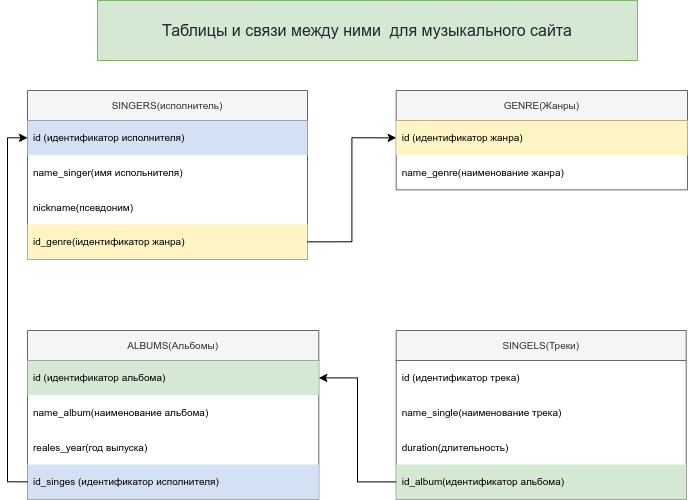 Таблицы и связи между ними  для музыкального сайта
SINGERS(исполнитель)
id (идентификатор исполнителя)
name_singer(имя испольнителя)
nickname(псевдоним)
id_genre(іидентификатор жанра)
GENRE(Жанры)
id (идентификатор жанра)
name_genre(наименование жанра)
ALBUMS(Альбомы)
id (идентификатор альбома)
name_album(наименование альбома)
reales_year(год выпуска)
id_singes (идентификатор исполнителя)
SINGELS(Треки)
id (идентификатор трека)
name_single(наименование трека)
duration(длительность)
id_album(идентификатор альбома)